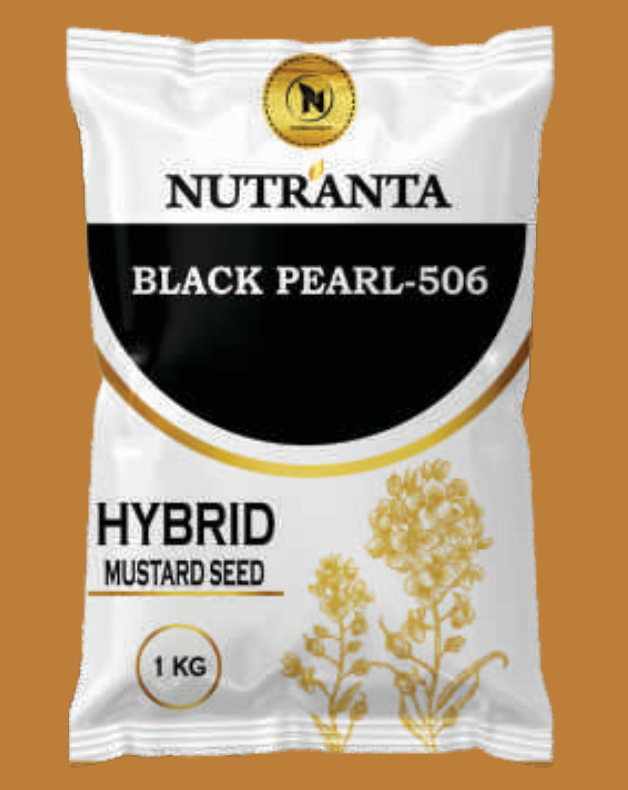 N
NUTRANTA
BLACK PEARL-506
HYBRID
MUSTARD SEED
1 KG